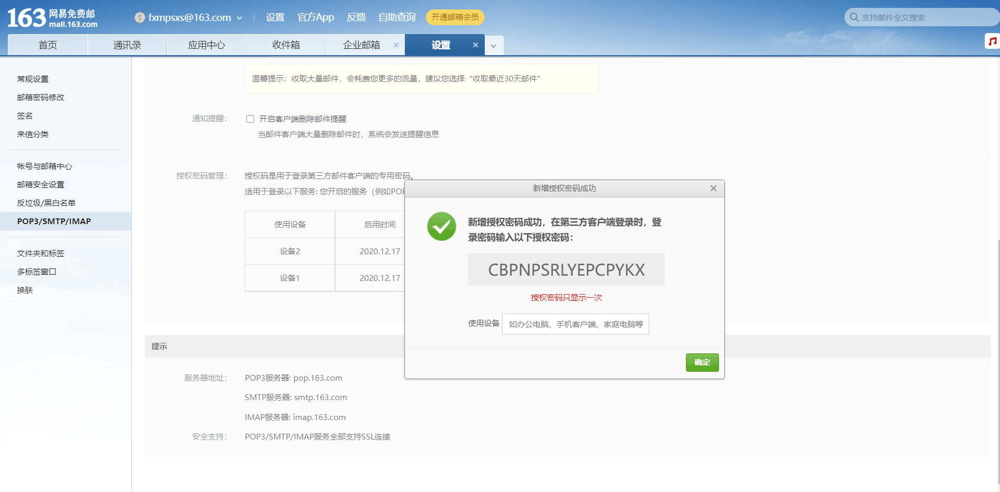 163 网易免费邮
mail.163.com
fxmpsxs@163.com
设置
官方App
反馈
自助查询
开通邮箱会员
支持邮件全文搜索
首页
通讯录
应用中心
收件箱
企业邮箱
设置
常规设置
邮箱密码修改
签名
来信分类
帐号与邮箱中心
邮箱安全设置
反垃圾/黑白名单
POP3/SMTP/IMAP
文件夹和标签
多标签窗口
换肤
温馨提示：收取大量邮件，会耗费您更多的流量，建议您选择“收取最近30天邮件”
通知提醒：
开启客户端删除邮件提醒
当邮件客户端大量删除邮件时，系统会发送提醒信息
授权密码管理：
授权码是用于登录第三方邮件客户端的专用密码。
适用于登录以下服务: 您开启的服务（例如POP
使用设备 启用时间
设备2 2020.12.17
设备1 2020.12.17
新增授权密码成功
新增授权密码成功，在第三方客户端登录时，登
录密码输入以下授权密码：
CBPNPSRLYEPCPYKX
授权密码只显示一次
使用设备 如办公电脑、手机客户端、家庭电脑等
确定
提示
服务器地址：
POP3服务器: pop.163.com
SMTP服务器: smtp.163.com
IMAP服务器: imap.163.com
安全支持：
POP3/SMTP/IMAP服务全部支持SSL连接